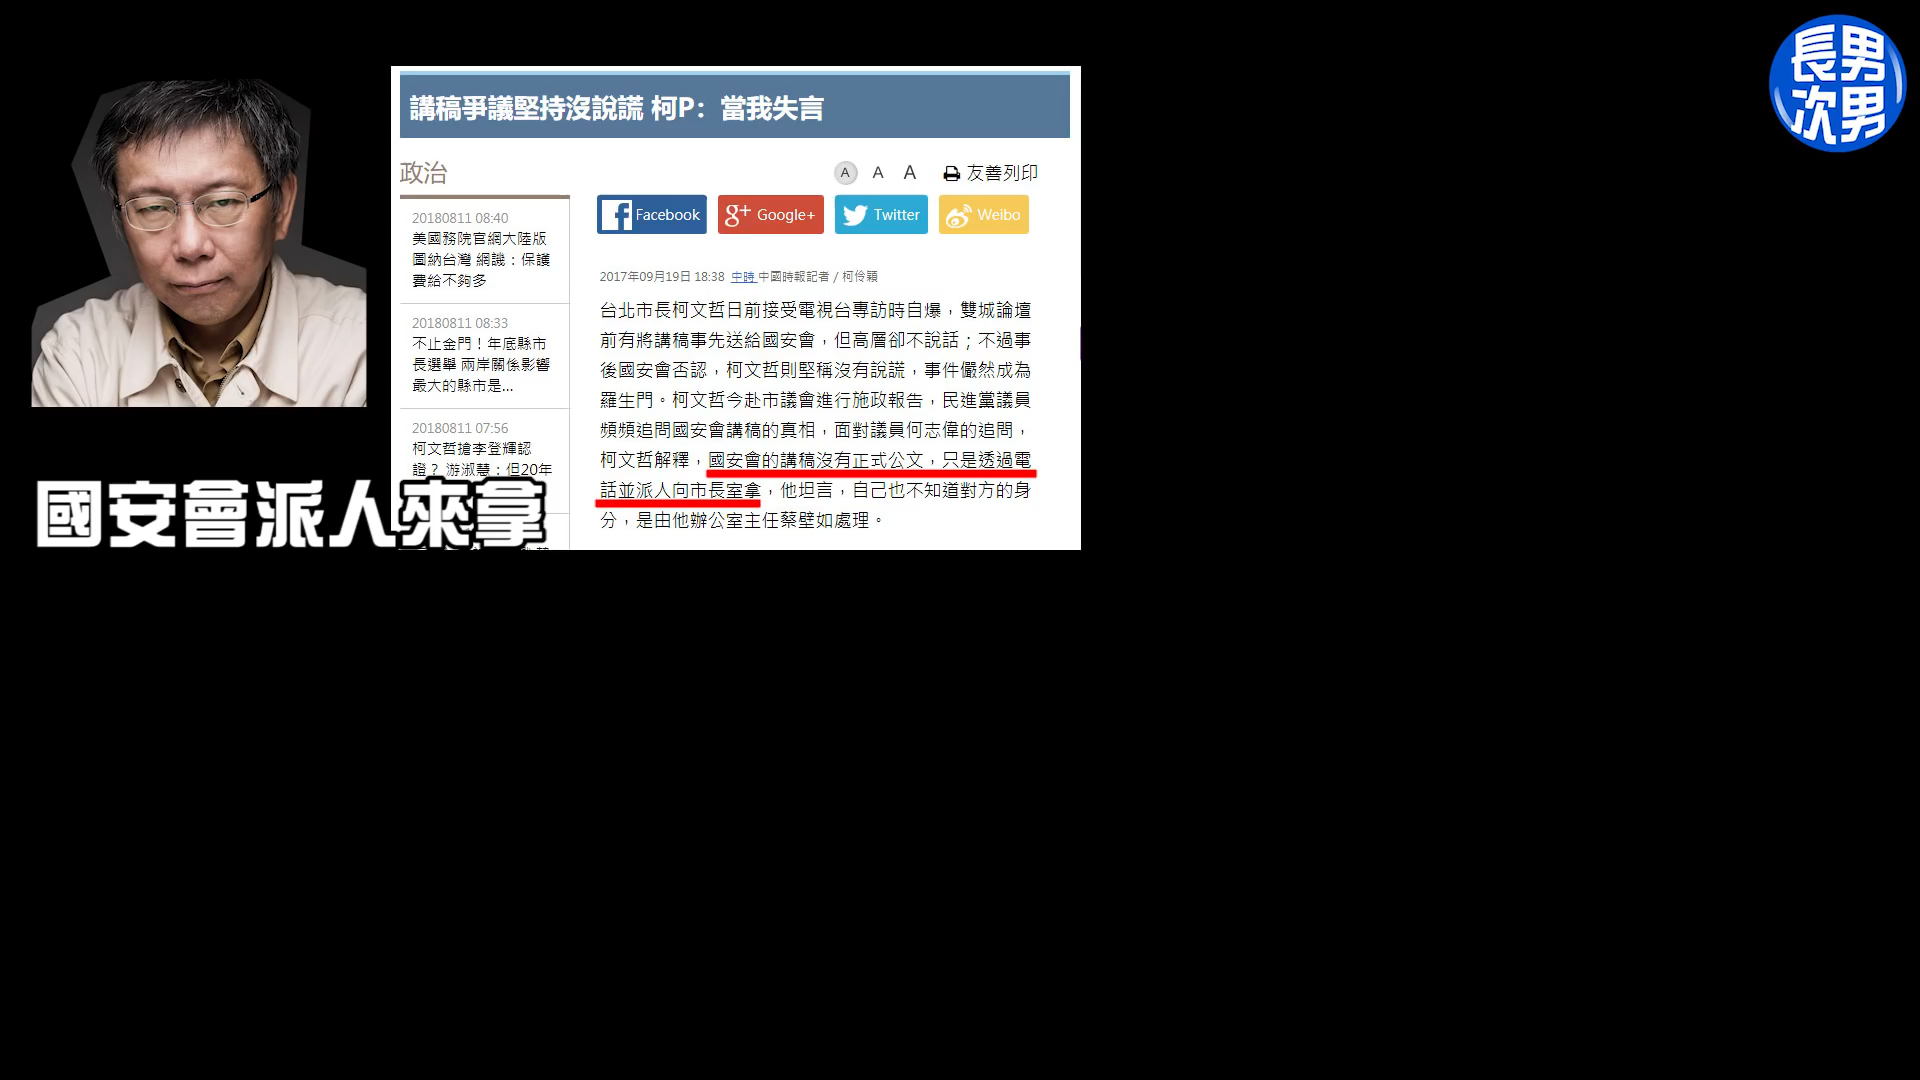 長男
次男
講稿爭議堅持沒說謊 柯P：當我失言
政治
A A A 友善列印
Facebook Google+ Twitter Weibo
20180811 08:40
美國務院官網大陸版
圖納台灣 網譏：保護
費給不夠多
20180811 08:33
不止金門！年底縣市
長選舉 兩岸關係影響
最大的縣市是...
20180811 07:56
柯文哲搶李登輝認
證？ 游淑慧：但20年
2017年09月19日 18:38 中時 中國時報記者 / 柯伶穎
台北市長柯文哲日前接受電視台專訪時自爆，雙城論壇
前有將講稿事先送給國安會，但高層卻不說話；不過事
後國安會否認，柯文哲則堅稱沒有說謊，事件儼然成為
羅生門。柯文哲今赴市議會進行施政報告，民進黨議員
頻頻追問國安會講稿的真相，面對議員何志偉的追問，
柯文哲解釋，國安會的講稿沒有正式公文，只是透過電
話並派人向市長室拿，他坦言，自己也不知道對方的身
分，是由他辦公室主任蔡壁如處理。
國安會派人來拿